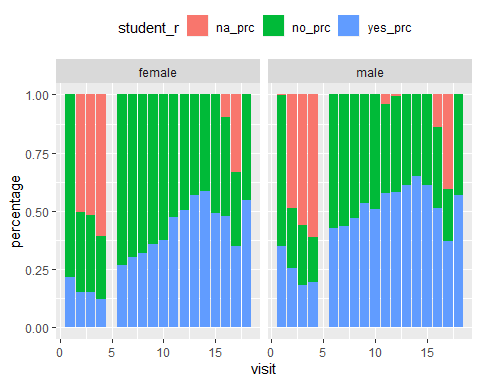 student_r na_prc no_prc yes_prc
female male
1.00
0.75
0.50
0.25
0.00
percentage
0 5 10 15 0 5 10 15
visit